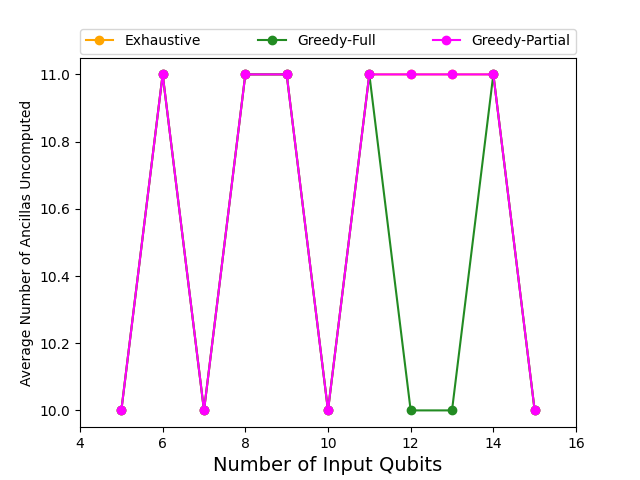 Exhaustive Greedy-Full Greedy-Partial
Average Number of Ancillas Uncomputed
11.0
10.8
10.6
10.4
10.2
10.0
4 6 8 10 12 14 16
Number of Input Qubits